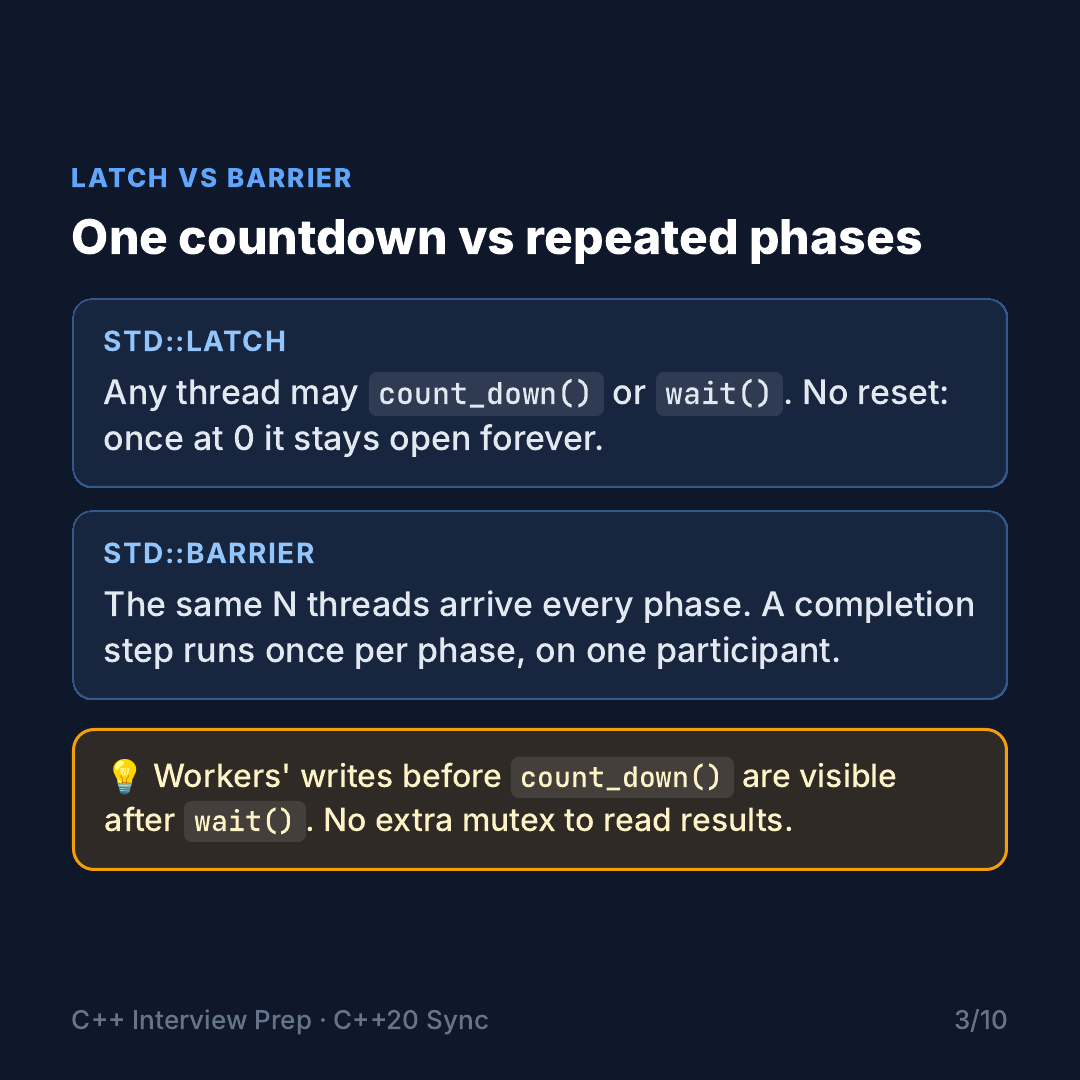 LATCH VS BARRIER
One countdown vs repeated phases
STD::LATCH
Any thread may count_down() or wait(). No reset:
once at 0 it stays open forever.
STD::BARRIER
The same N threads arrive every phase. A completion
step runs once per phase, on one participant.
💡 Workers' writes before count_down() are visible
after wait(). No extra mutex to read results.
C++ Interview Prep · C++20 Sync
3/10